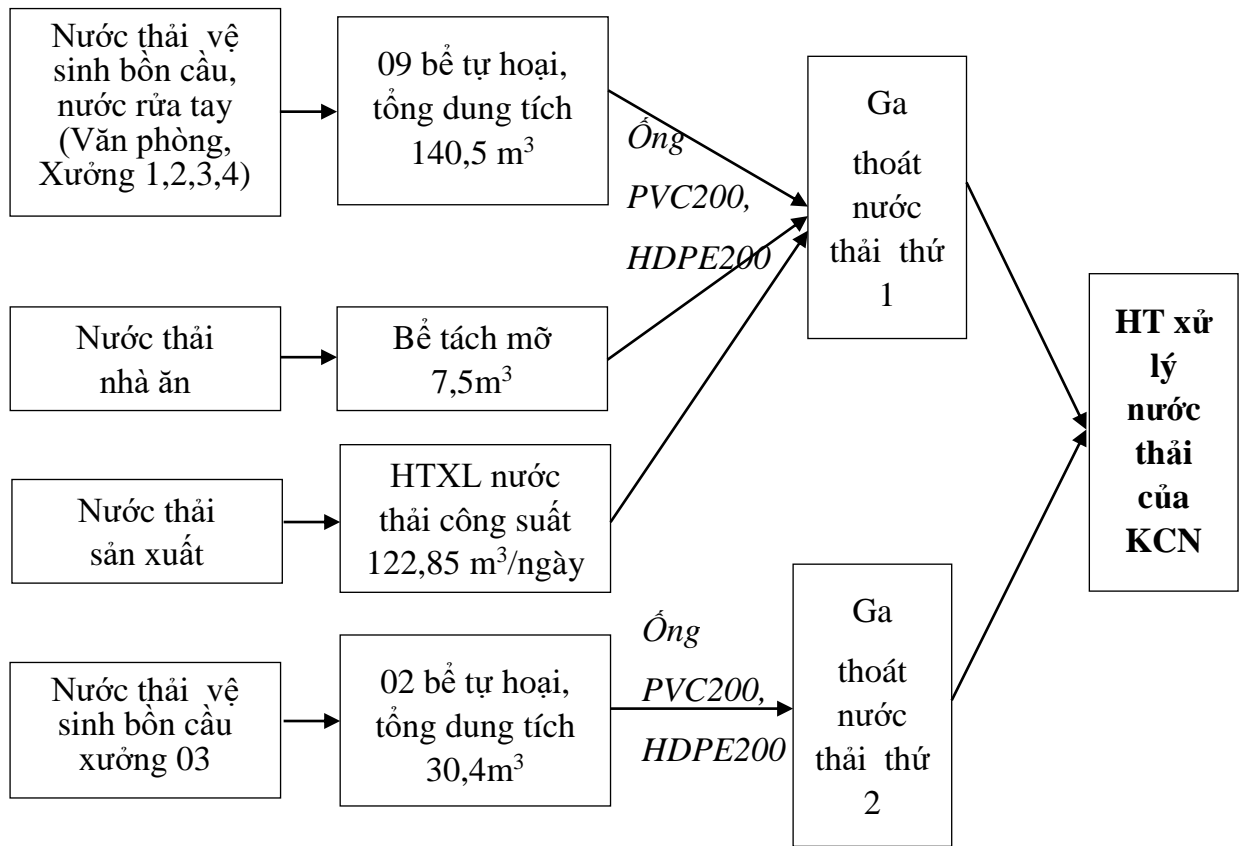 Nước thải vệ
sinh bồn cầu,
nước rửa tay
(Văn phòng,
Xưởng 1,2,3,4)
09 bể tự hoại,
tổng dung tích
140,5 m³
Ống
PVC200,
HDPE200
Ga
thoát
nước
thải thứ
1
Nước thải
nhà ăn
Bể tách mỡ
7,5m³
HT xử
lý
nước
thải
của
KCN
Nước thải
sản xuất
HTXL nước
thải công suất
122,85 m³/ngày
Nước thải vệ
sinh bồn cầu
xưởng 03
02 bể tự hoại,
tổng dung tích
30,4m³
Ống
PVC200,
HDPE200
Ga
thoát
nước
thải thứ
2